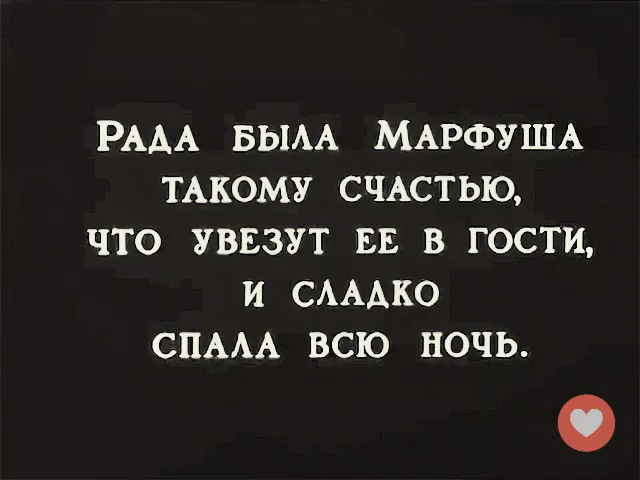 Рада была Марфуша
такому счастью,
что увезут ее в гости,
и сладко
спала всю ночь.